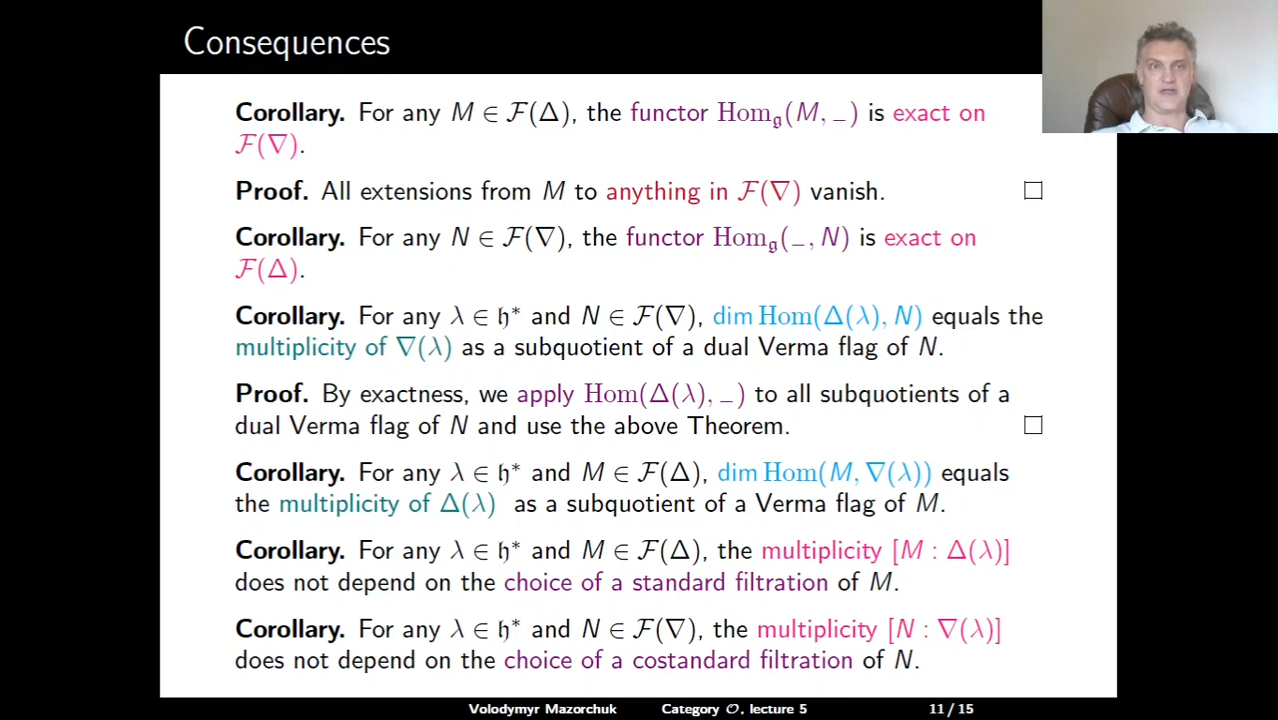 Consequences
Corollary. For any M ∈ ℱ(Δ), the functor Hom𝔤(M, _) is exact on
ℱ(∇).
Proof. All extensions from M to anything in ℱ(∇) vanish. □
Corollary. For any N ∈ ℱ(∇), the functor Hom𝔤(_, N) is exact on
ℱ(Δ).
Corollary. For any λ ∈ 𝔥* and N ∈ ℱ(∇), dim Hom(Δ(λ), N) equals the
multiplicity of ∇(λ) as a subquotient of a dual Verma flag of N.
Proof. By exactness, we apply Hom(Δ(λ), _) to all subquotients of a
dual Verma flag of N and use the above Theorem. □
Corollary. For any λ ∈ 𝔥* and M ∈ ℱ(Δ), dim Hom(M, ∇(λ)) equals
the multiplicity of Δ(λ) as a subquotient of a Verma flag of M.
Corollary. For any λ ∈ 𝔥* and M ∈ ℱ(Δ), the multiplicity [M : Δ(λ)]
does not depend on the choice of a standard filtration of M.
Corollary. For any λ ∈ 𝔥* and N ∈ ℱ(∇), the multiplicity [N : ∇(λ)]
does not depend on the choice of a costandard filtration of N.
Volodymyr Mazorchuk Category 𝒪, lecture 5 11 / 15